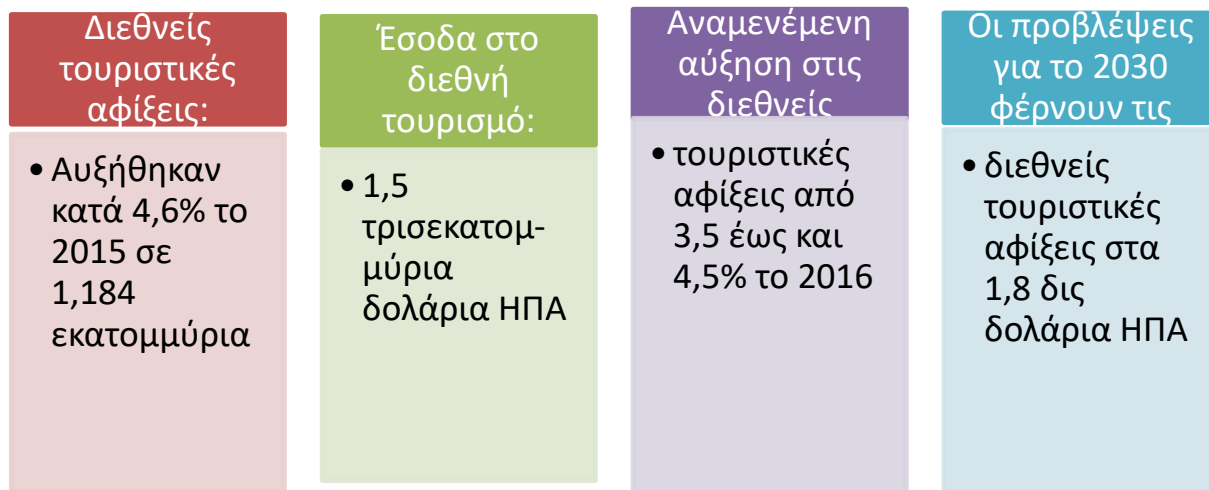 Διεθνείς
τουριστικές
αφίξεις:
• Αυξήθηκαν
κατά 4,6% το
2015 σε
1,184
εκατομμύρια
Έσοδα στο
διεθνή
τουρισμό:
• 1,5
τρισεκατομ-
μύρια
δολάρια ΗΠΑ
Αναμενέμενη
αύξηση στις
διεθνείς
• τουριστικές
αφίξεις από
3,5 έως και
4,5% το 2016
Οι προβλέψεις
για το 2030
φέρνουν τις
• διεθνείς
τουριστικές
αφίξεις στα
1,8 δις
δολάρια ΗΠΑ